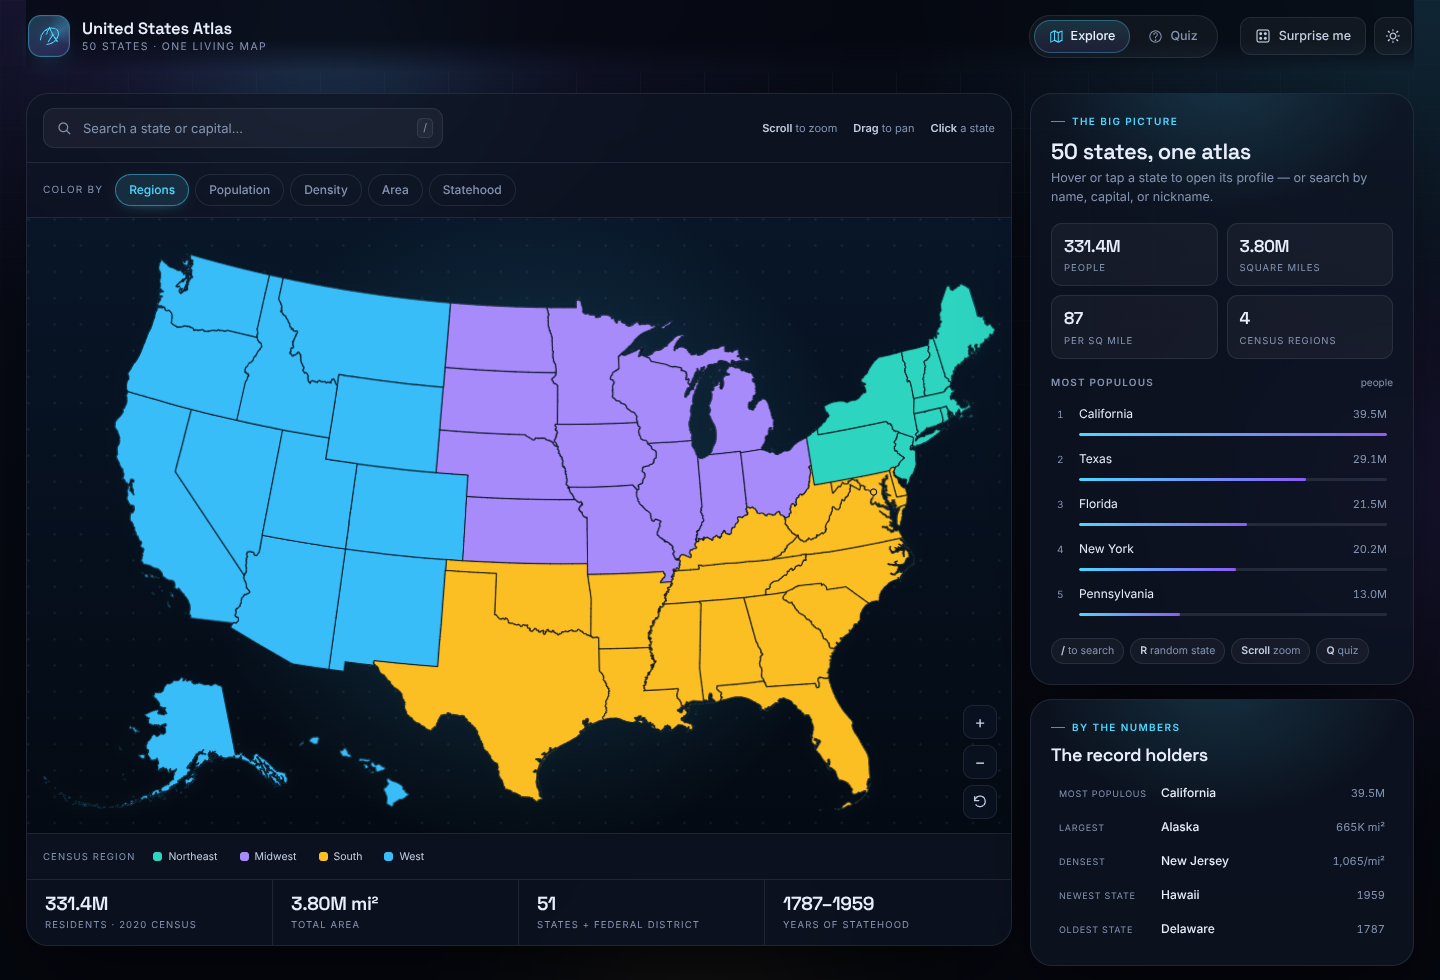 United States Atlas
50 STATES · ONE LIVING MAP
Explore
Quiz
Surprise me
Search a state or capital...
/
Scroll to zoom
Drag to pan
Click a state
COLOR BY
Regions
Population
Density
Area
Statehood
+
−
CENSUS REGION
Northeast
Midwest
South
West
331.4M
RESIDENTS · 2020 CENSUS
3.80M mi²
TOTAL AREA
51
STATES + FEDERAL DISTRICT
1787–1959
YEARS OF STATEHOOD
THE BIG PICTURE
50 states, one atlas
Hover or tap a state to open its profile — or search by
name, capital, or nickname.
331.4M
PEOPLE
3.80M
SQUARE MILES
87
PER SQ MILE
4
CENSUS REGIONS
MOST POPULOUS
people
1 California 39.5M
2 Texas 29.1M
3 Florida 21.5M
4 New York 20.2M
5 Pennsylvania 13.0M
/ to search
R random state
Scroll zoom
Q quiz
BY THE NUMBERS
The record holders
MOST POPULOUS California 39.5M
LARGEST Alaska 665K mi²
DENSEST New Jersey 1,065/mi²
NEWEST STATE Hawaii 1959
OLDEST STATE Delaware 1787